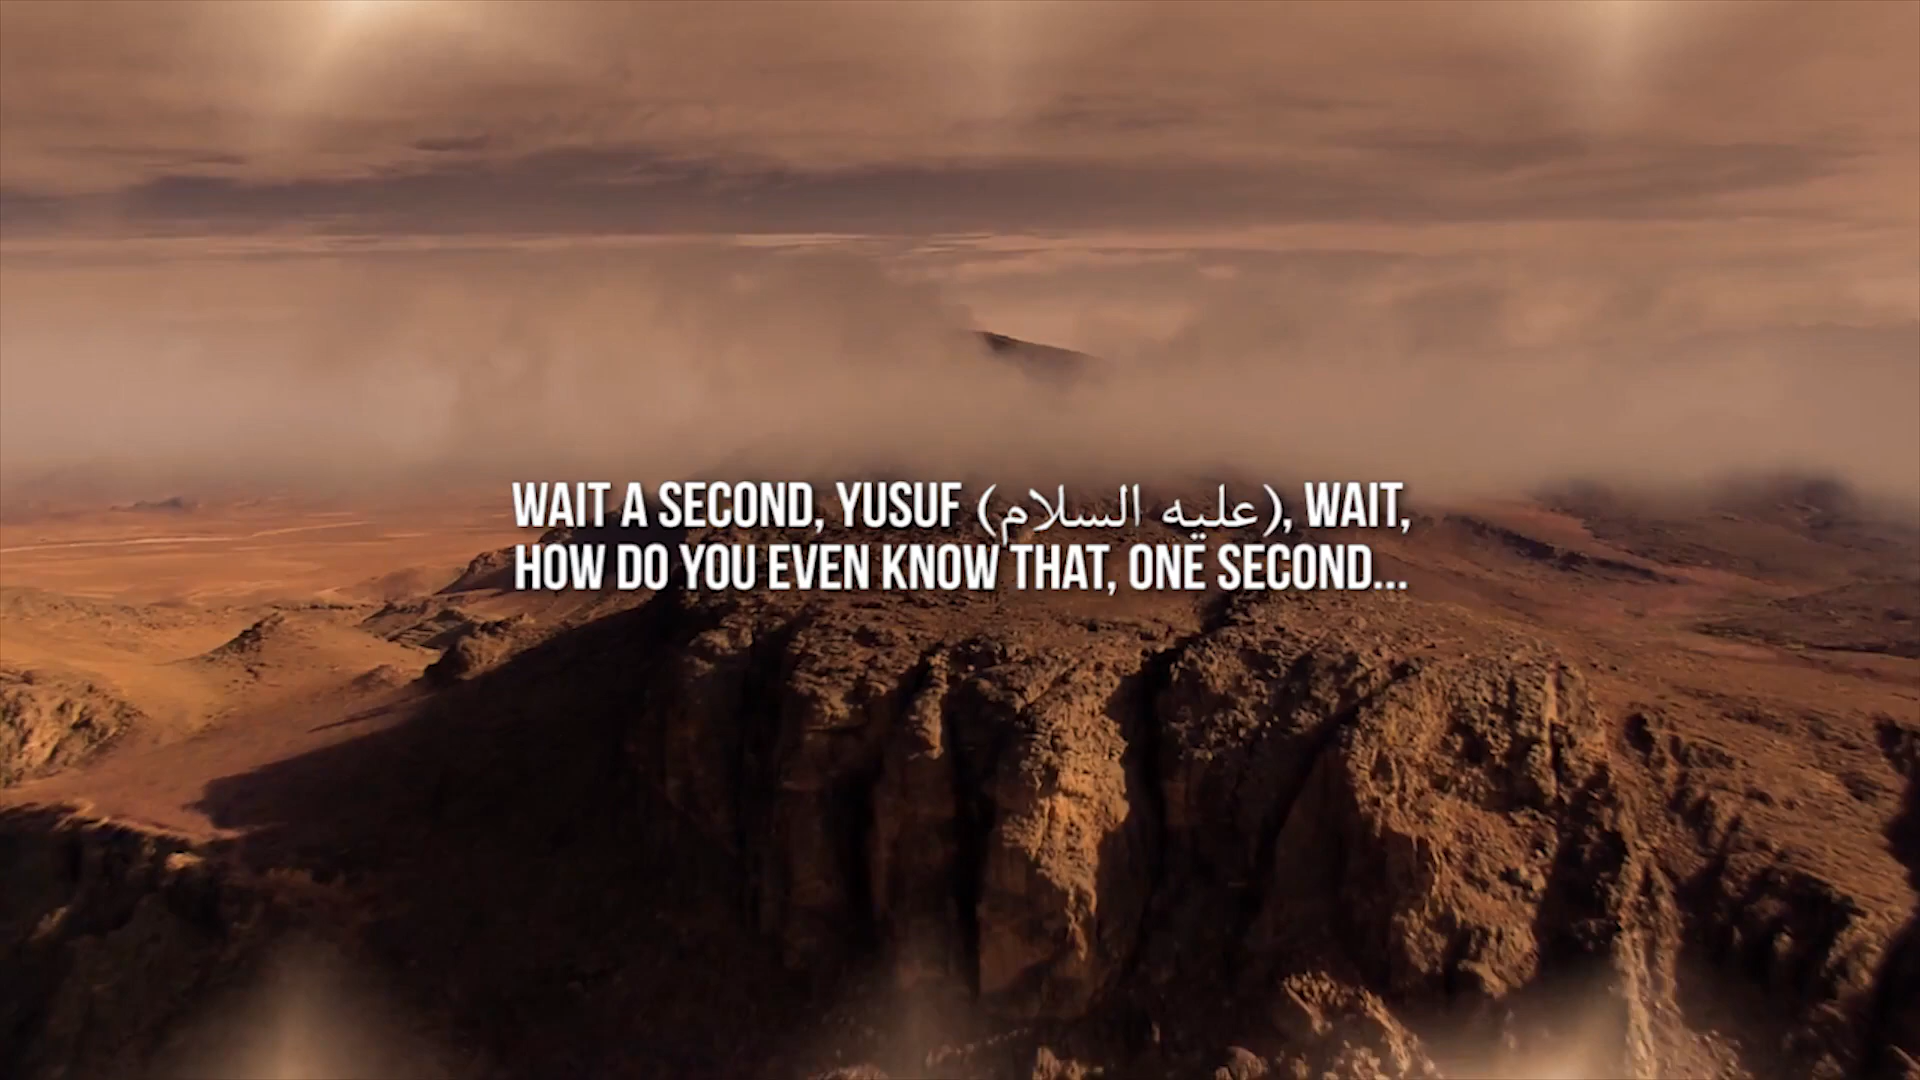 WAIT A SECOND, YUSUF (عليه السلام), WAIT,
HOW DO YOU EVEN KNOW THAT, ONE SECOND...